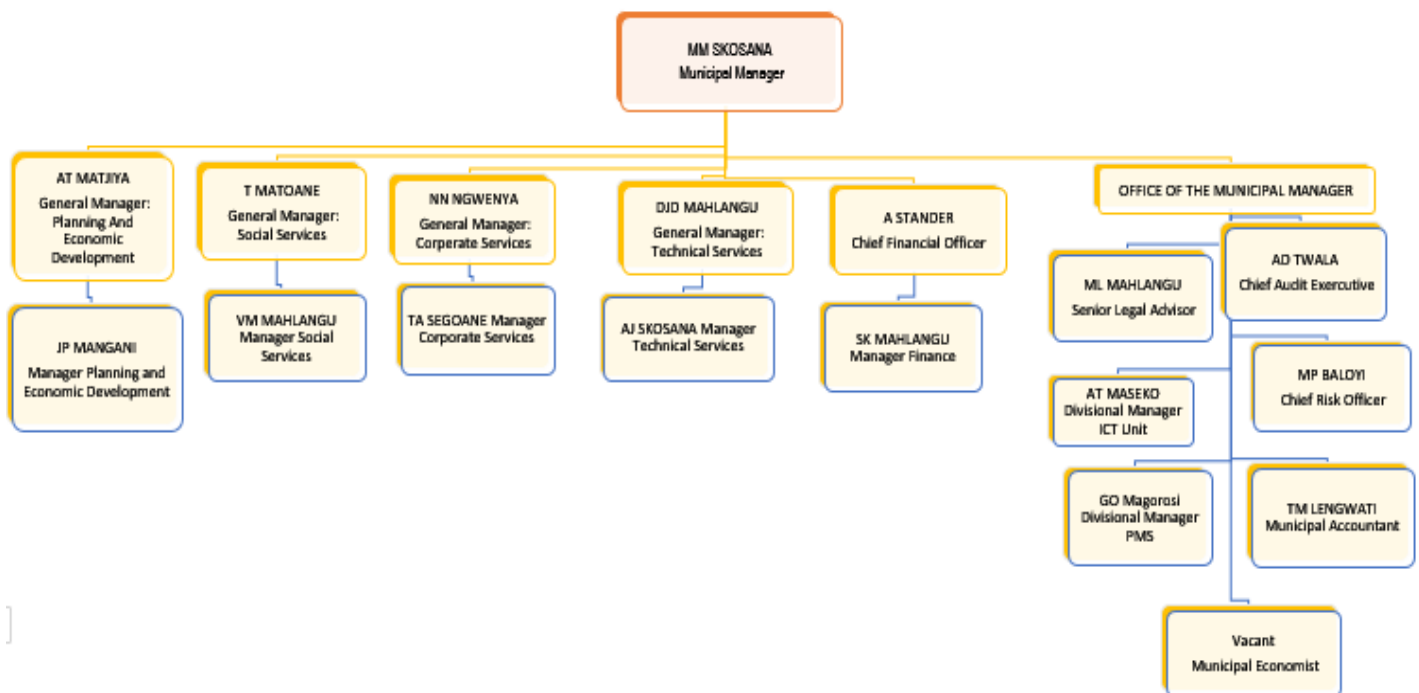 MM SKOSANA
Municipal Manager
AT MATJIYA
General Manager:
Planning And
Economic
Development
T MATOANE
General Manager:
Social Services
NN NGWENYA
General Manager:
Corperate Services
DJD MAHLANGU
General Manager:
Technical Services
A STANDER
Chief Financial Officer
OFFICE OF THE MUNICIPAL MANAGER
JP MANGANI
Manager Planning and
Economic Development
VM MAHLANGU
Manager Social
Services
TA SEGOANE Manager
Corporate Services
AJ SKOSANA Manager
Technical Services
SK MAHLANGU
Manager Finance
ML MAHLANGU
Senior Legal Advisor
AD TWALA
Chief Audit Exercutive
AT MASEKO
Divisional Manager
ICT Unit
MP BALOYI
Chief Risk Officer
GO Magorosi
Divisional Manager
PMS
TM LENGWATI
Municipal Accountant
Vacant
Municipal Economist